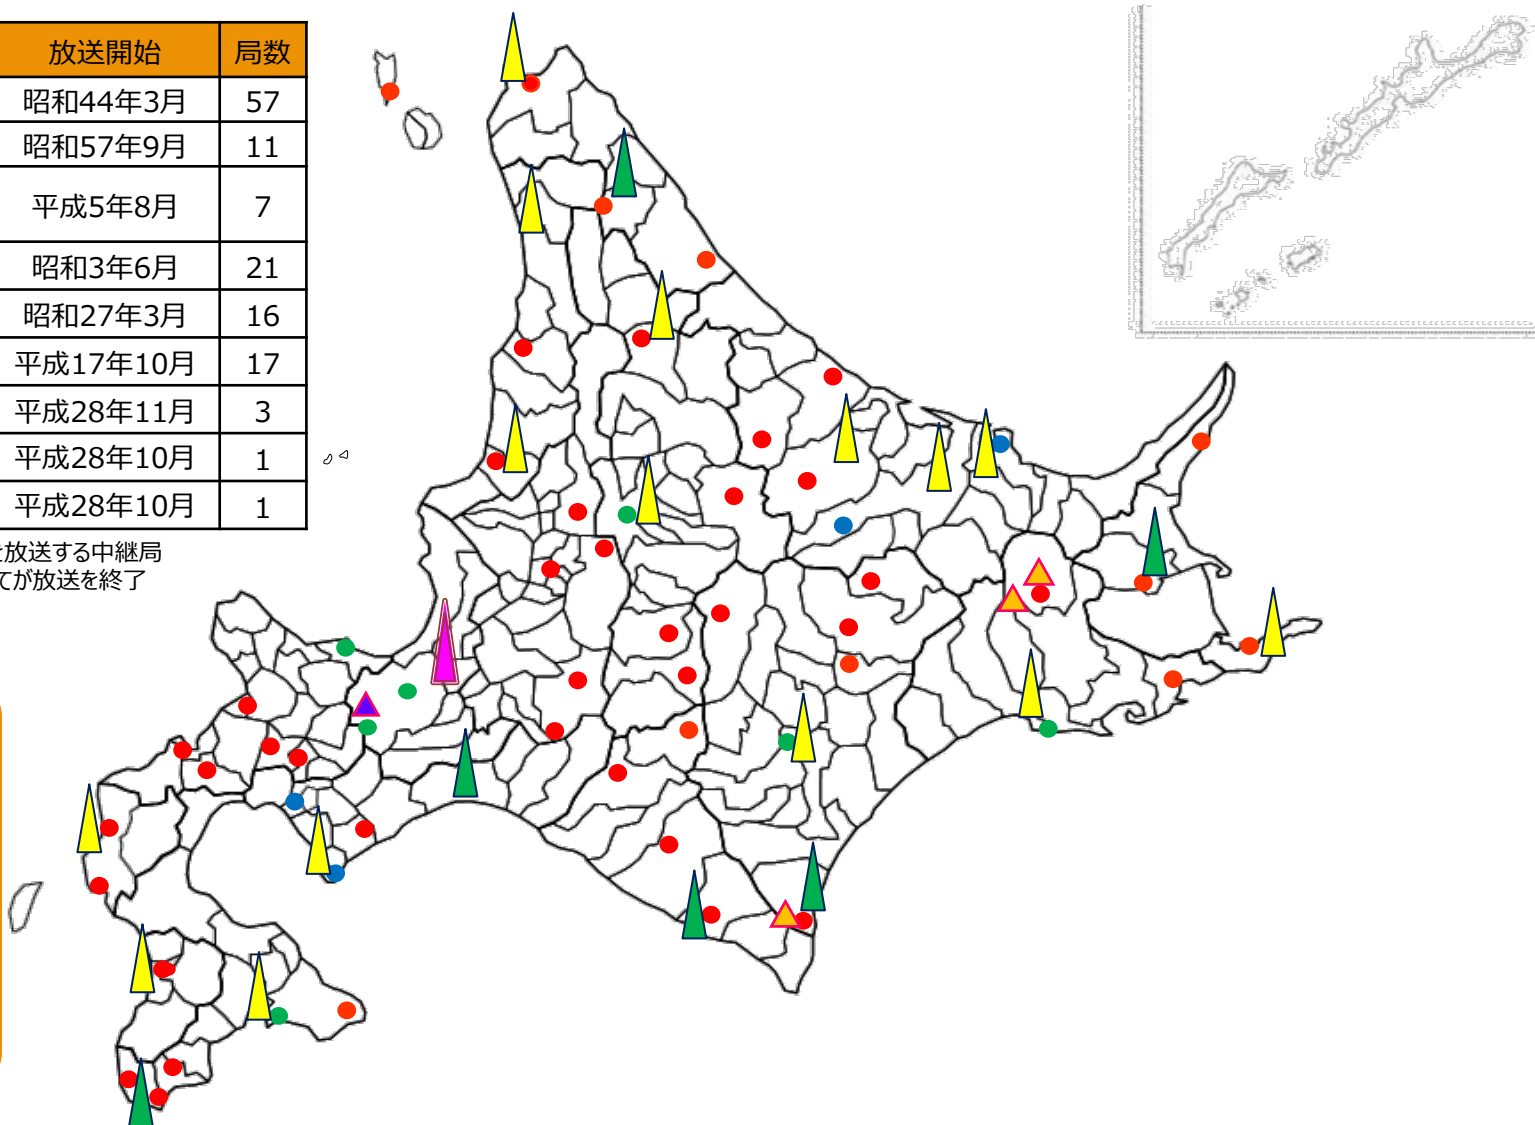 放送開始 局数
昭和44年3月 57
昭和57年9月 11
平成5年8月 7
昭和3年6月 21
昭和27年3月 16
平成17年10月 17
平成28年11月 3
平成28年10月 1
平成28年10月 1
放送する中継局
てが放送を終了